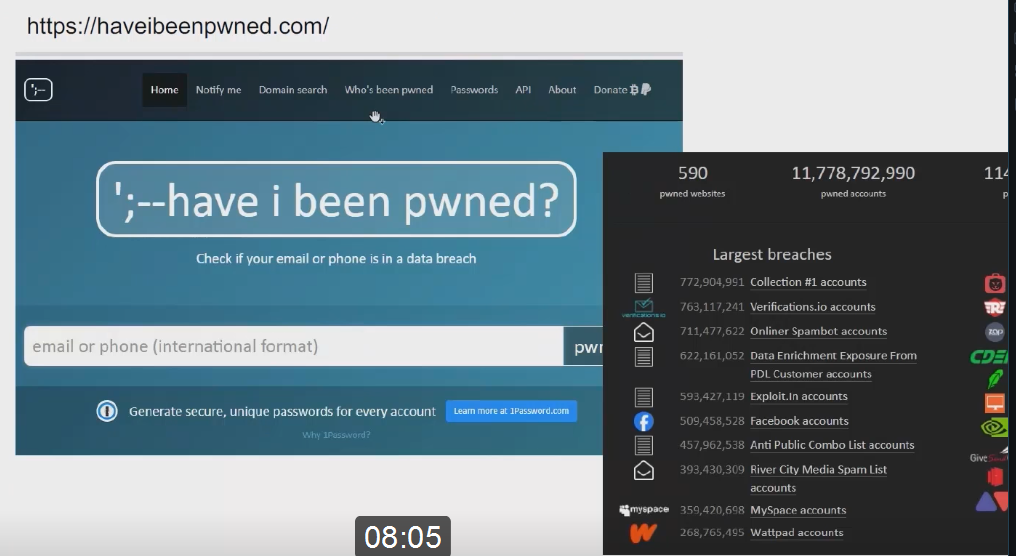 https://haveibeenpwned.com/
';--
Home Notify me Domain search Who's been pwned Passwords API About Donate
';--have i been pwned?
Check if your email or phone is in a data breach
email or phone (international format)
Generate secure, unique passwords for every account Learn more at 1Password.com
Why 1Password?
590 11,778,792,990 114
pwned websites pwned accounts p
Largest breaches
772,904,991 Collection #1 accounts
verifications.io 763,117,241 Verifications.io accounts
711,477,622 Onliner Spambot accounts
622,161,052 Data Enrichment Exposure From
PDL Customer accounts
593,427,119 Exploit.In accounts
509,458,528 Facebook accounts
457,962,538 Anti Public Combo List accounts
393,430,309 River City Media Spam List
accounts
myspace 359,420,698 MySpace accounts
268,765,495 Wattpad accounts
08:05